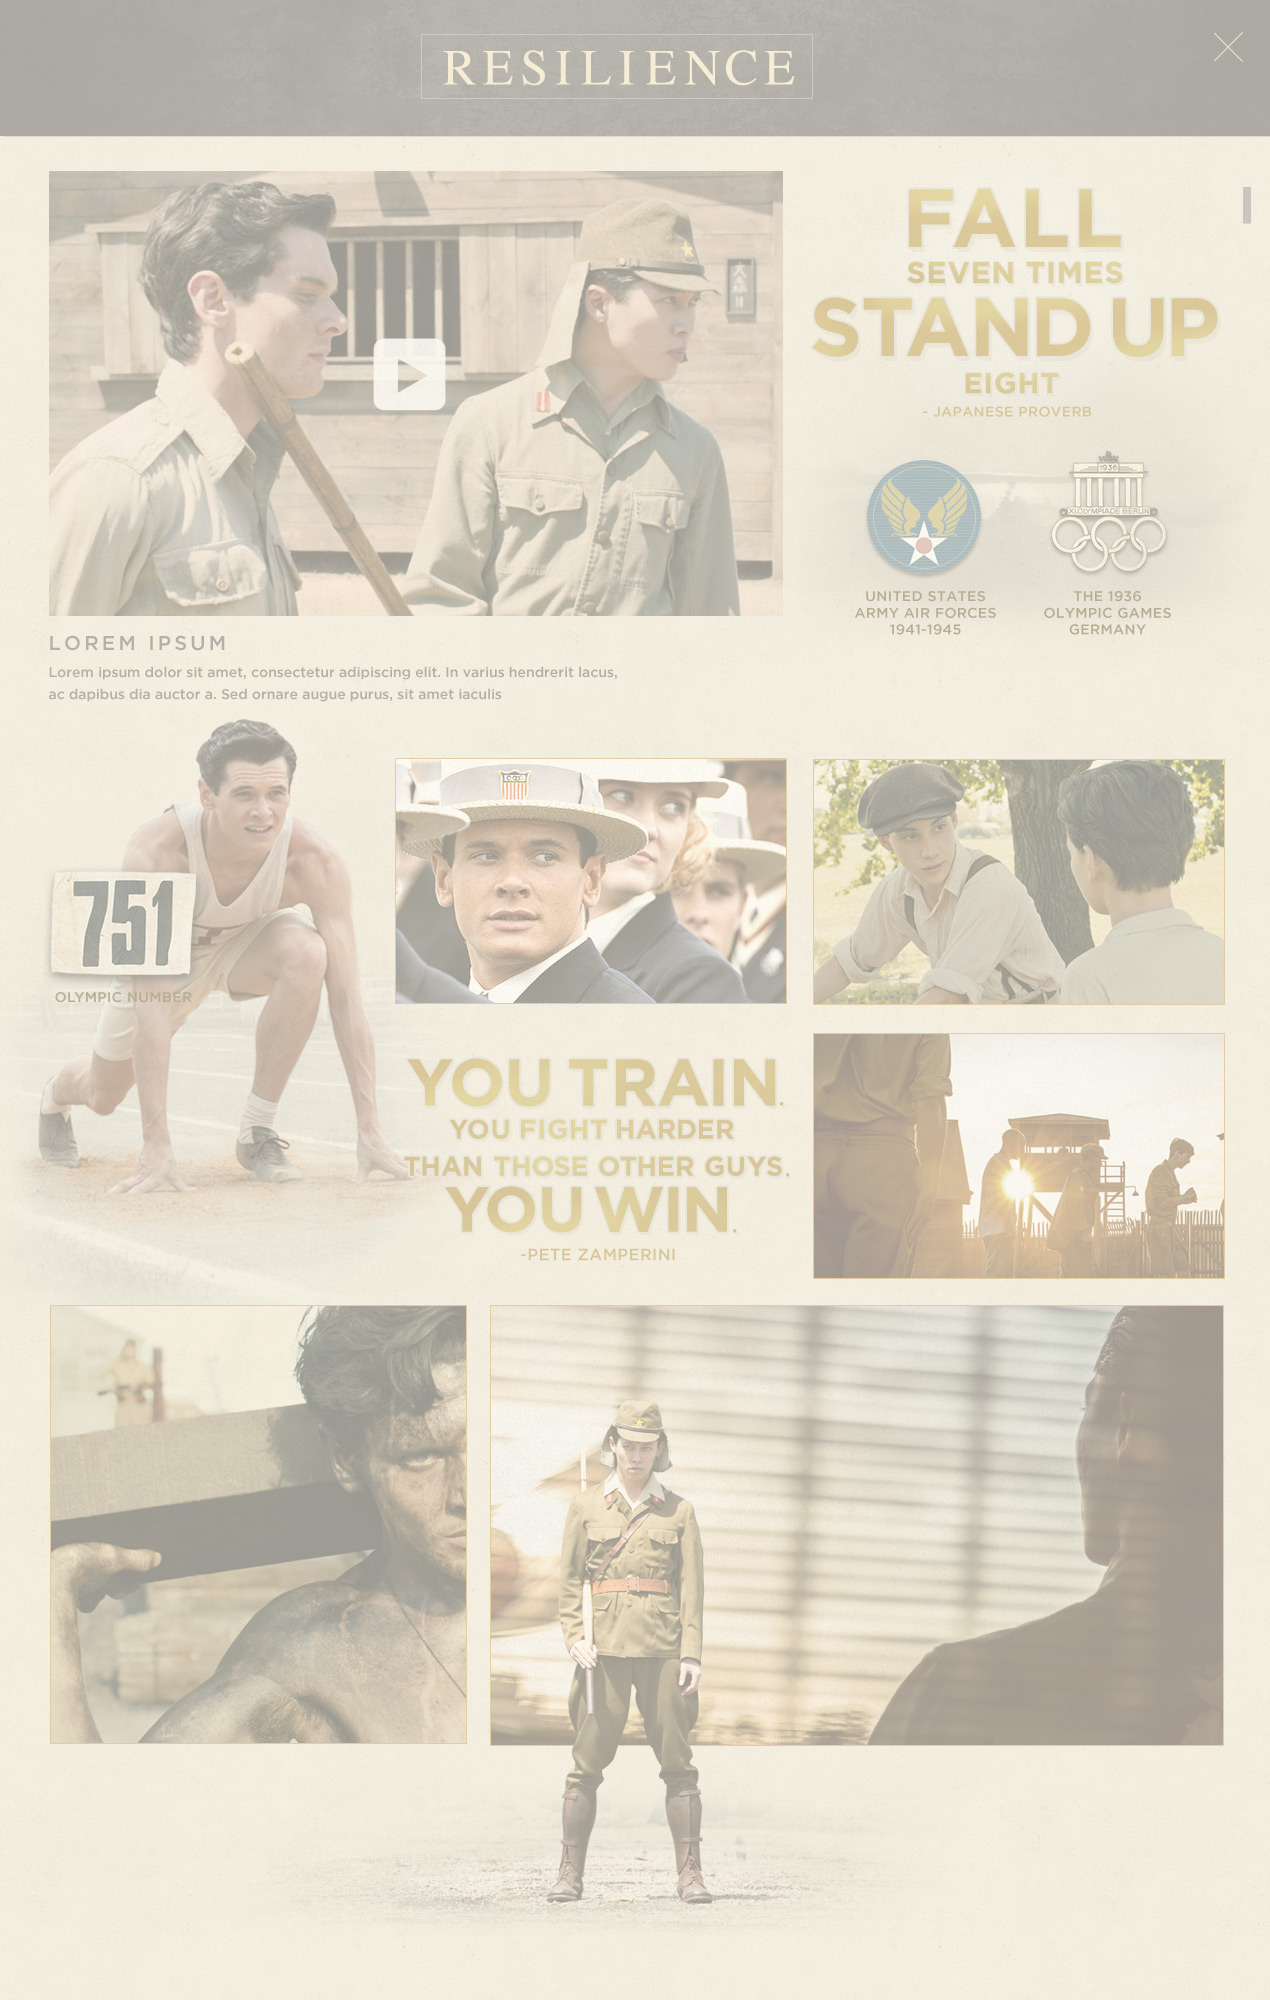 RESILIENCE
FALL
SEVEN TIMES
STAND UP
EIGHT
- JAPANESE PROVERB
1936
XI.OLYMPIADE BERLIN
UNITED STATES
ARMY AIR FORCES
1941-1945
THE 1936
OLYMPIC GAMES
GERMANY
LOREM IPSUM
Lorem ipsum dolor sit amet, consectetur adipiscing elit. In varius hendrerit lacus,
ac dapibus dia auctor a. Sed ornare augue purus, sit amet iaculis
751
OLYMPIC NUMBER
YOU TRAIN.
YOU FIGHT HARDER
THAN THOSE OTHER GUYS.
YOU WIN.
-PETE ZAMPERINI